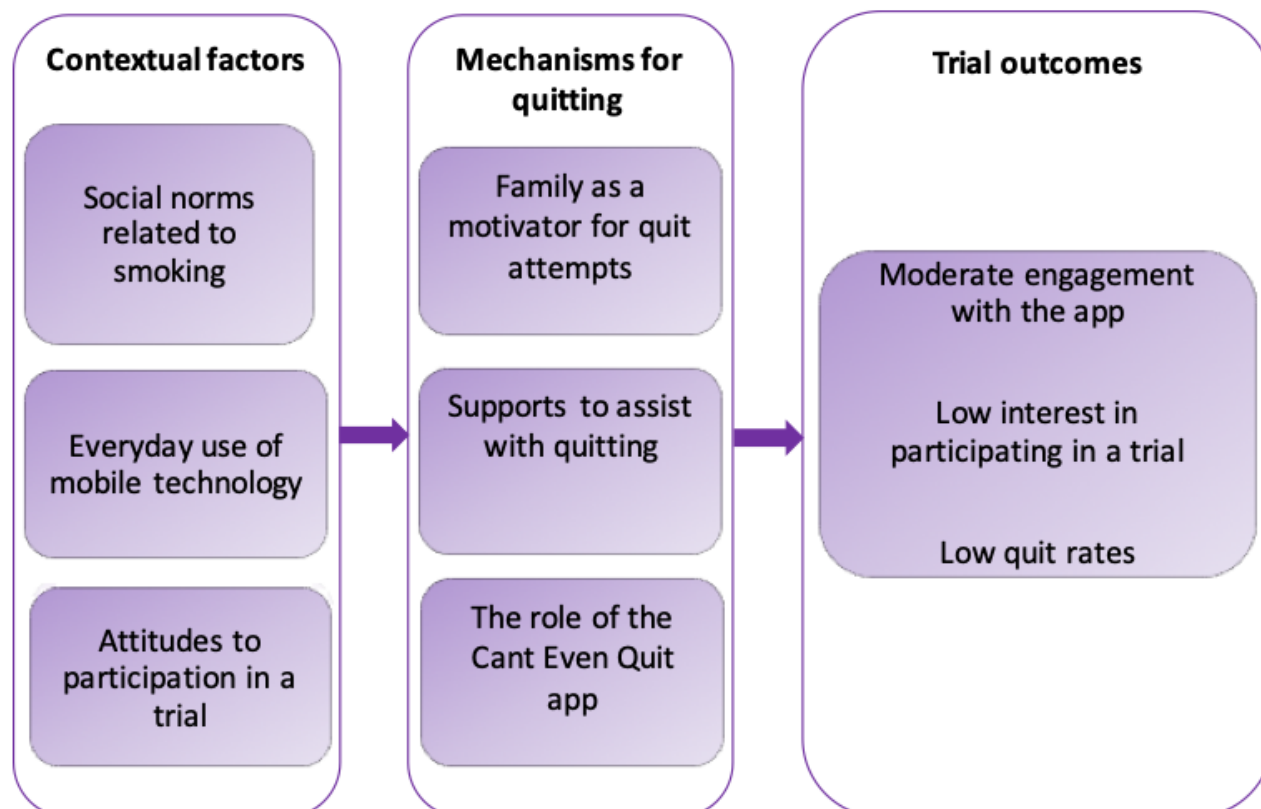 Contextual factors
Social norms
related to
smoking
Everyday use of
mobile technology
Attitudes to
participation in a
trial
Mechanisms for
quitting
Family as a
motivator for quit
attempts
Supports to assist
with quitting
The role of the
Cant Even Quit
app
Trial outcomes
Moderate engagement
with the app
Low interest in
participating in a trial
Low quit rates